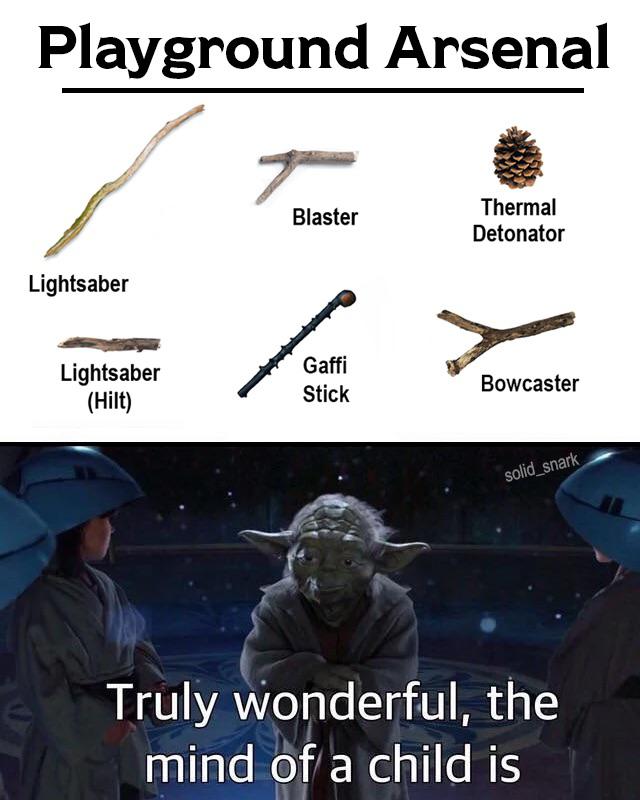 Playground Arsenal
Lightsaber
Blaster
Thermal
Detonator
Lightsaber
(Hilt)
Gaffi
Stick
Bowcaster
solid_snark
Truly wonderful, the
mind of a child is